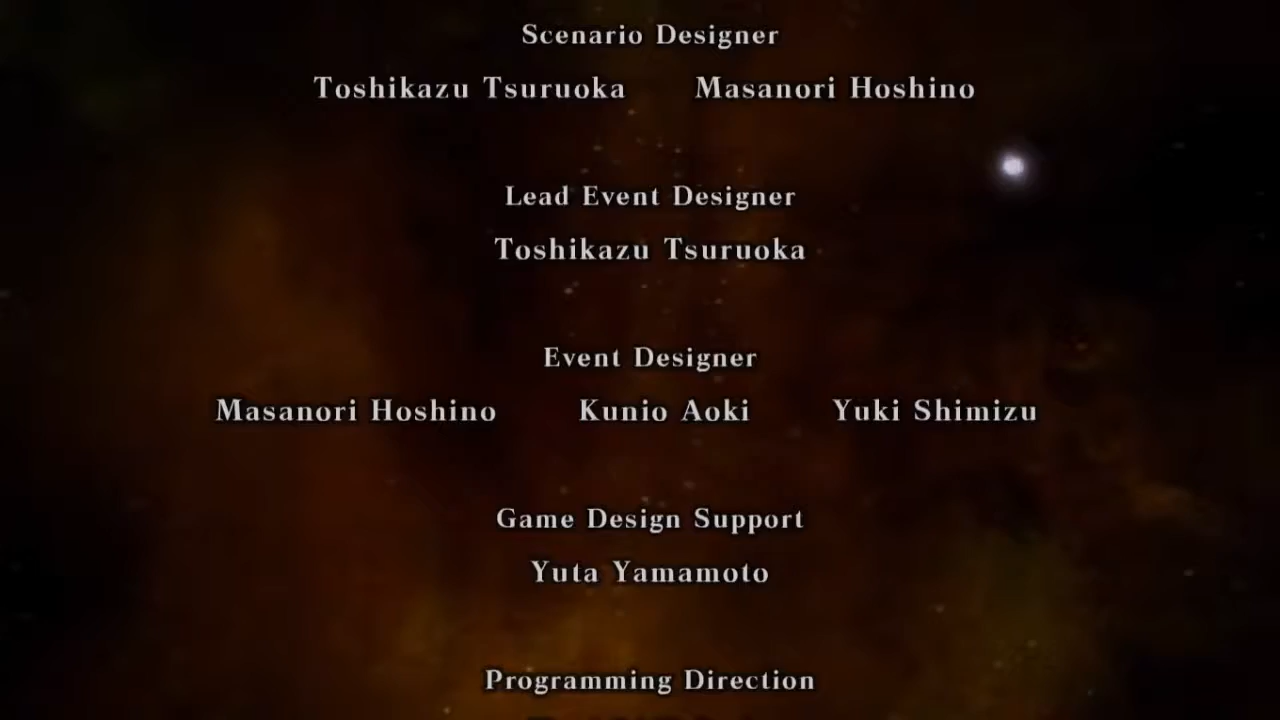 Scenario Designer
Toshikazu Tsuruoka Masanori Hoshino
Lead Event Designer
Toshikazu Tsuruoka
Event Designer
Masanori Hoshino Kunio Aoki Yuki Shimizu
Game Design Support
Yuta Yamamoto
Programming Direction